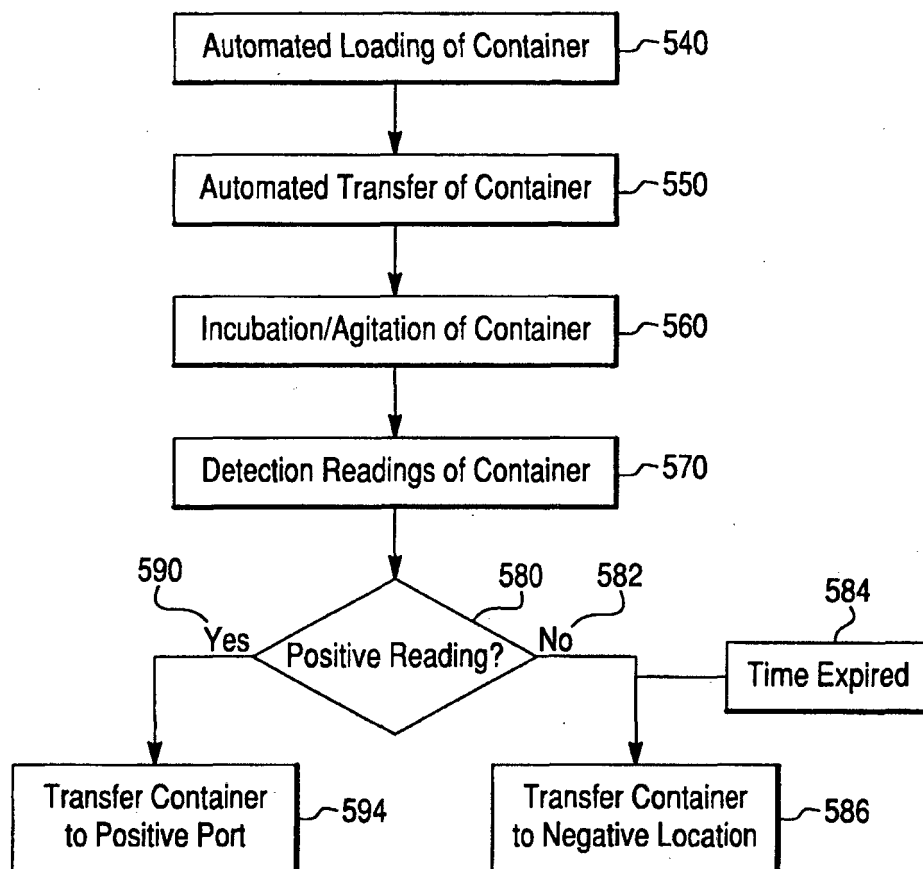 Automated Loading of Container
540
Automated Transfer of Container
550
Incubation/Agitation of Container
560
Detection Readings of Container
570
590
580
582
584
Yes
Positive Reading?
No
Time Expired
Transfer Container
to Positive Port
594
Transfer Container
to Negative Location
586